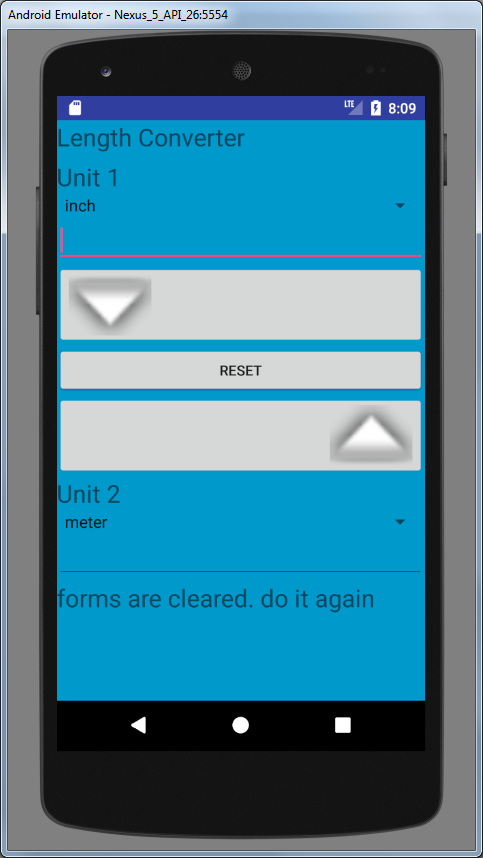 Android Emulator - Nexus_5_API_26:5554
LTE 8:09
Length Converter
Unit 1
inch
RESET
Unit 2
meter
forms are cleared. do it again